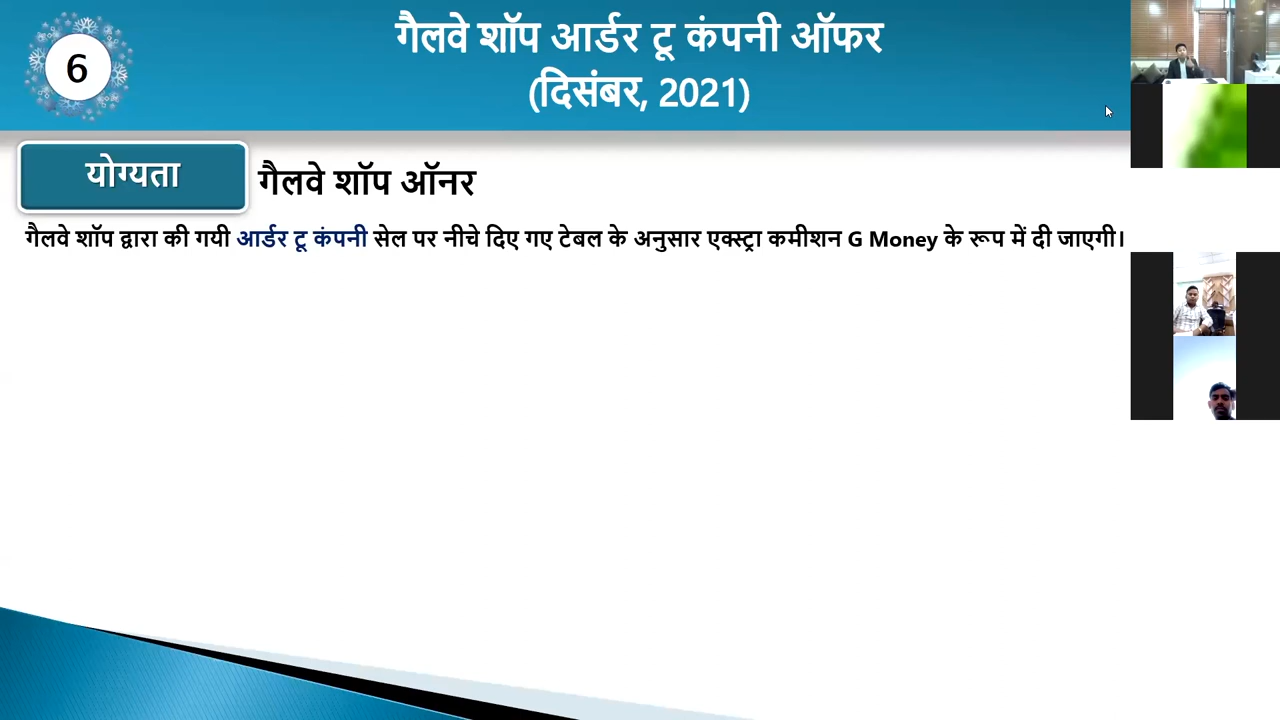 6
गैलवे शॉप आर्डर टू कंपनी ऑफर
(दिसंबर, 2021)
योग्यता
गैलवे शॉप ऑनर
गैलवे शॉप द्वारा की गयी आर्डर टू कंपनी सेल पर नीचे दिए गए टेबल के अनुसार एक्स्ट्रा कमीशन G Money के रूप में दी जाएगी।